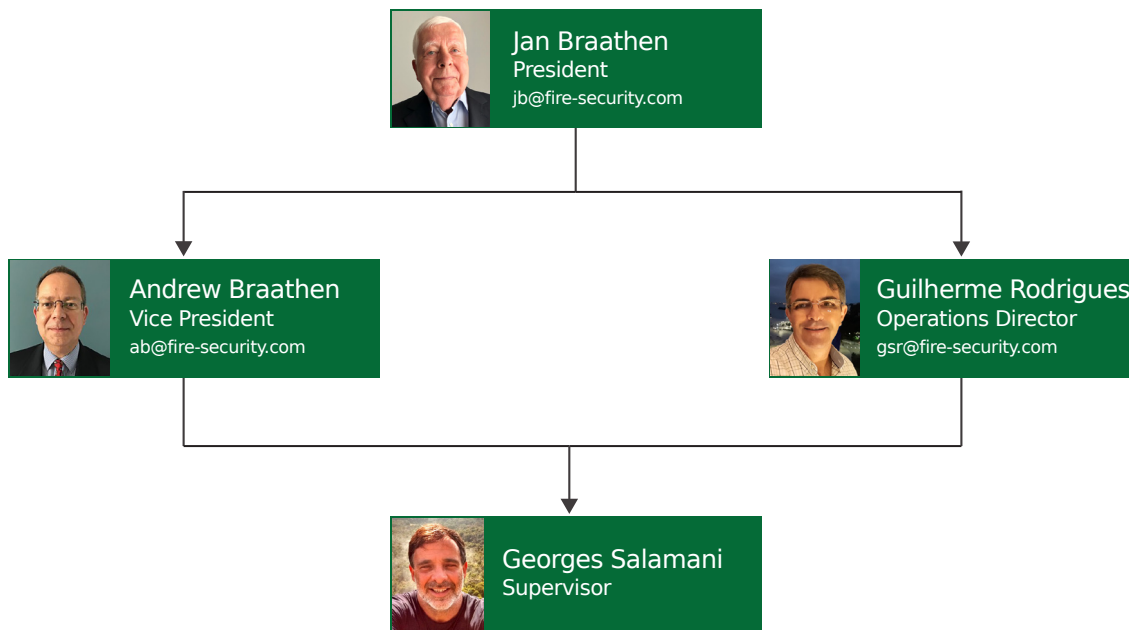 Jan Braathen
President
jb@fire-security.com
Andrew Braathen
Vice President
ab@fire-security.com
Guilherme Rodrigues
Operations Director
gsr@fire-security.com
Georges Salamani
Supervisor